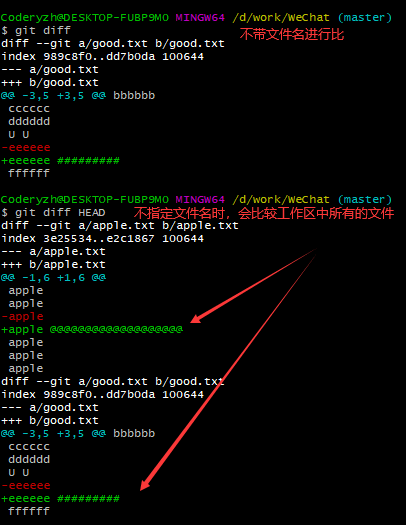 Coderyzh@DESKTOP-FUBP9MO MINGW64 /d/work/WeChat (master)
$ git diff 不带文件名进行比
diff --git a/good.txt b/good.txt
index 989c8f0..dd7b0da 100644
--- a/good.txt
+++ b/good.txt
@@ -3,5 +3,5 @@ bbbbbb
 cccccc
 dddddd
 U U
-eeeeee
+eeeeee #########
 ffffff
Coderyzh@DESKTOP-FUBP9MO MINGW64 /d/work/WeChat (master)
$ git diff HEAD 不指定文件名时，会比较工作区中所有的文件
diff --git a/apple.txt b/apple.txt
index 3e25534..e2c1867 100644
--- a/apple.txt
+++ b/apple.txt
@@ -1,6 +1,6 @@
 apple
 apple
-apple
+apple @@@@@@@@@@@@@@@@@@@
 apple
 apple
 apple
diff --git a/good.txt b/good.txt
index 989c8f0..dd7b0da 100644
--- a/good.txt
+++ b/good.txt
@@ -3,5 +3,5 @@ bbbbbb
 cccccc
 dddddd
 U U
-eeeeee
+eeeeee #########
 ffffff